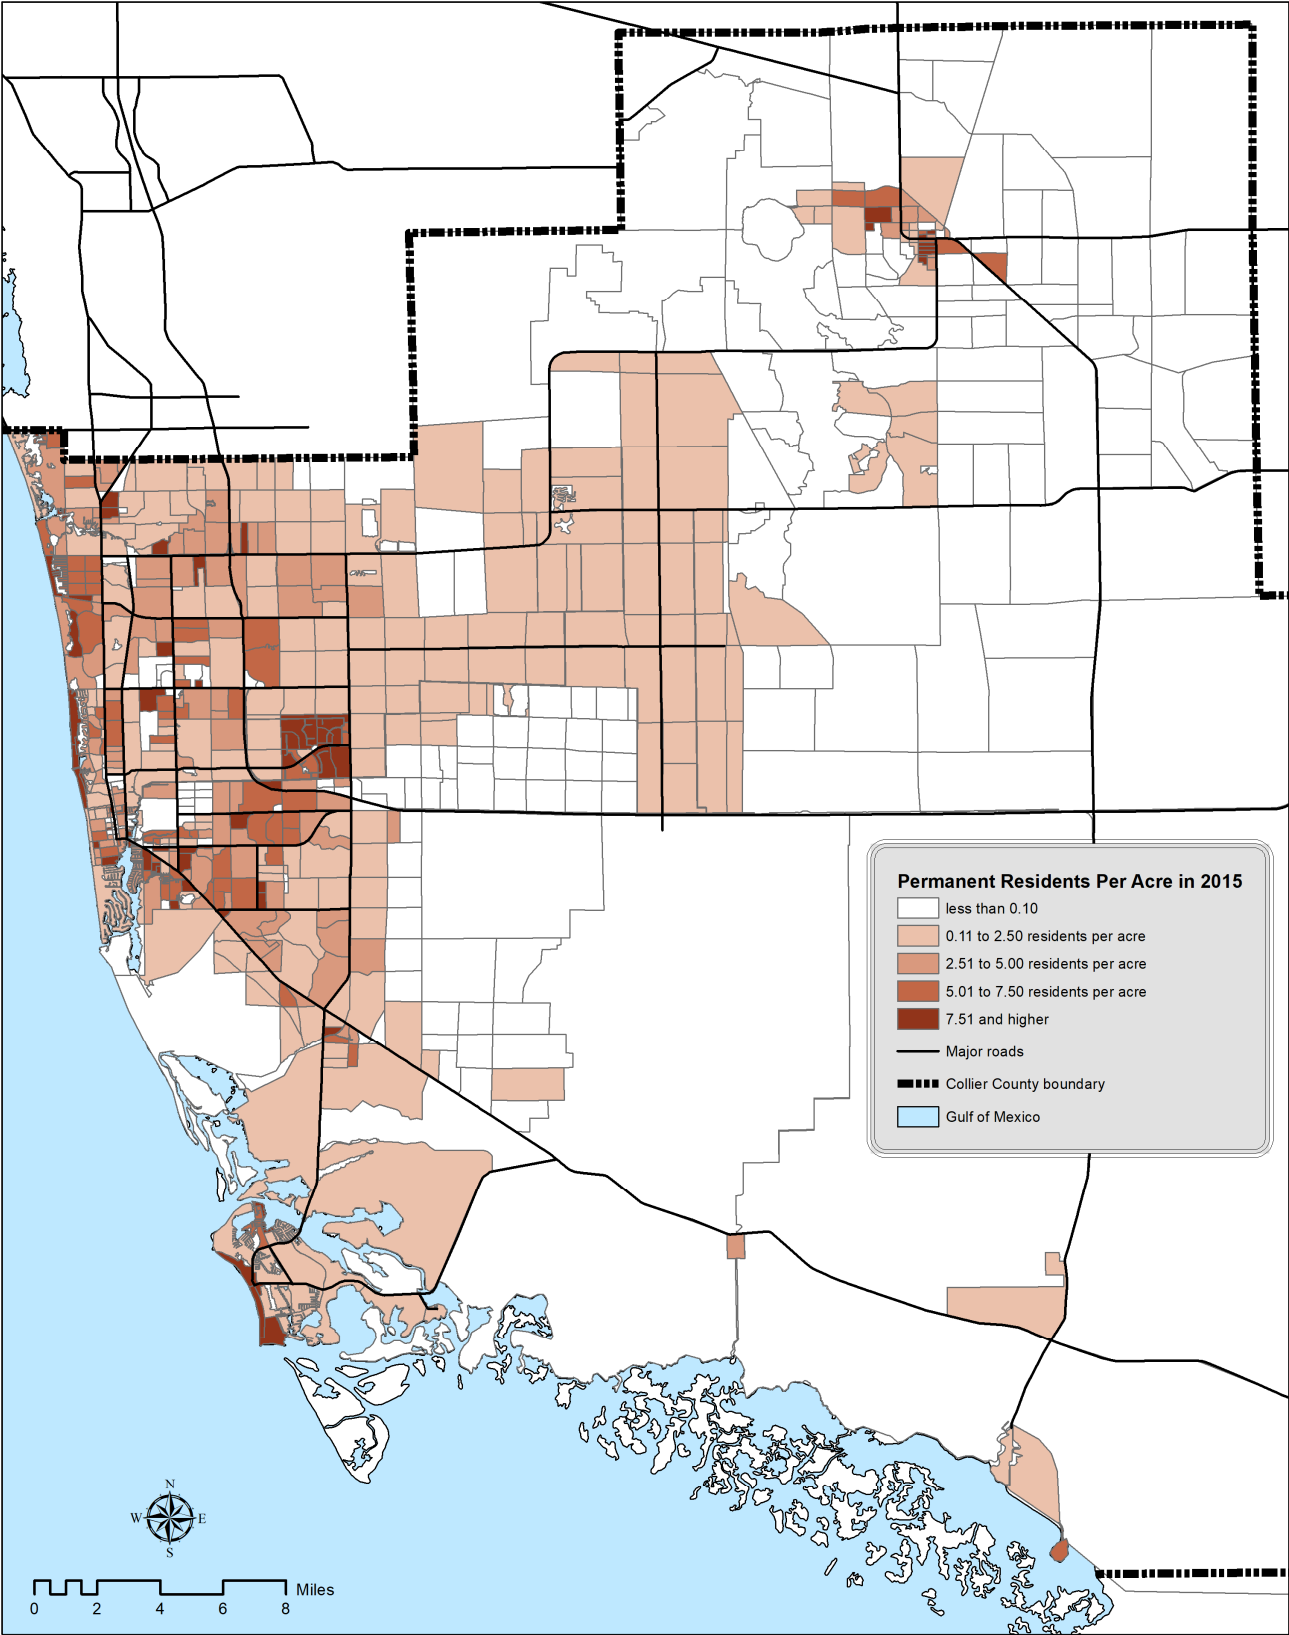 Permanent Residents Per Acre in 2015
less than 0.10
0.11 to 2.50 residents per acre
2.51 to 5.00 residents per acre
5.01 to 7.50 residents per acre
7.51 and higher
Major roads
Collier County boundary
Gulf of Mexico
N
W E
S
Miles
0 2 4 6 8